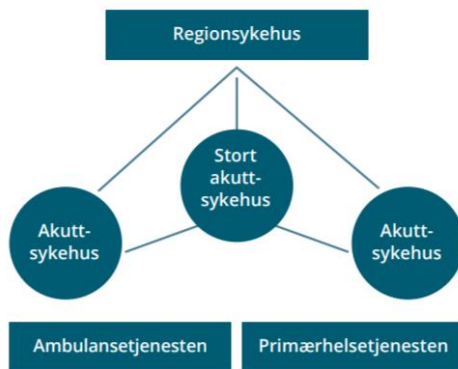 Regionsykehus
Stort
akutt-
sykehus
Akutt-
sykehus
Akutt-
sykehus
Ambulansetjenesten
Primærhelsetjenesten